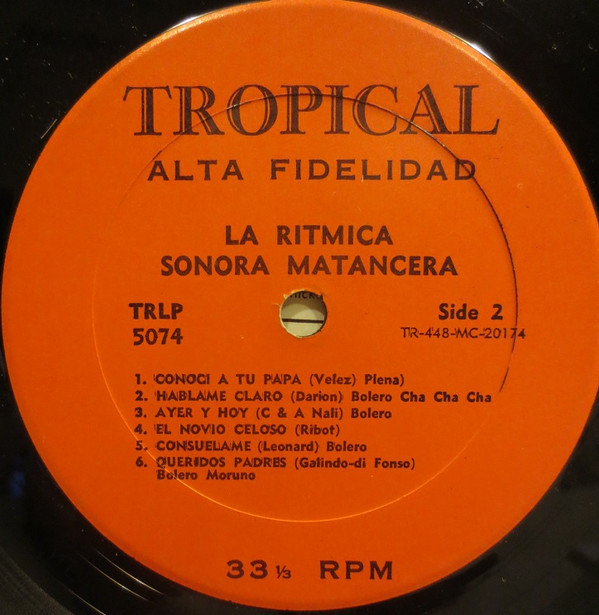 TROPICAL
ALTA FIDELIDAD
LA RITMICA
SONORA MATANCERA
TRLP
5074
Side 2
TR-448-MC-20174
1. CONOCI A TU PAPA (Velez) Plena)
2. HABLAME CLARO (Darion) Bolero Cha Cha Cha
3. AYER Y HOY (C & A Nali) Bolero
4. EL NOVIO CELOSO (Ribot)
5. CONSUELAME (Leonard) Bolero
6. QUERIDOS PADRES (Galindo-di Fonso)
Bolero Moruno
33 ⅓ RPM